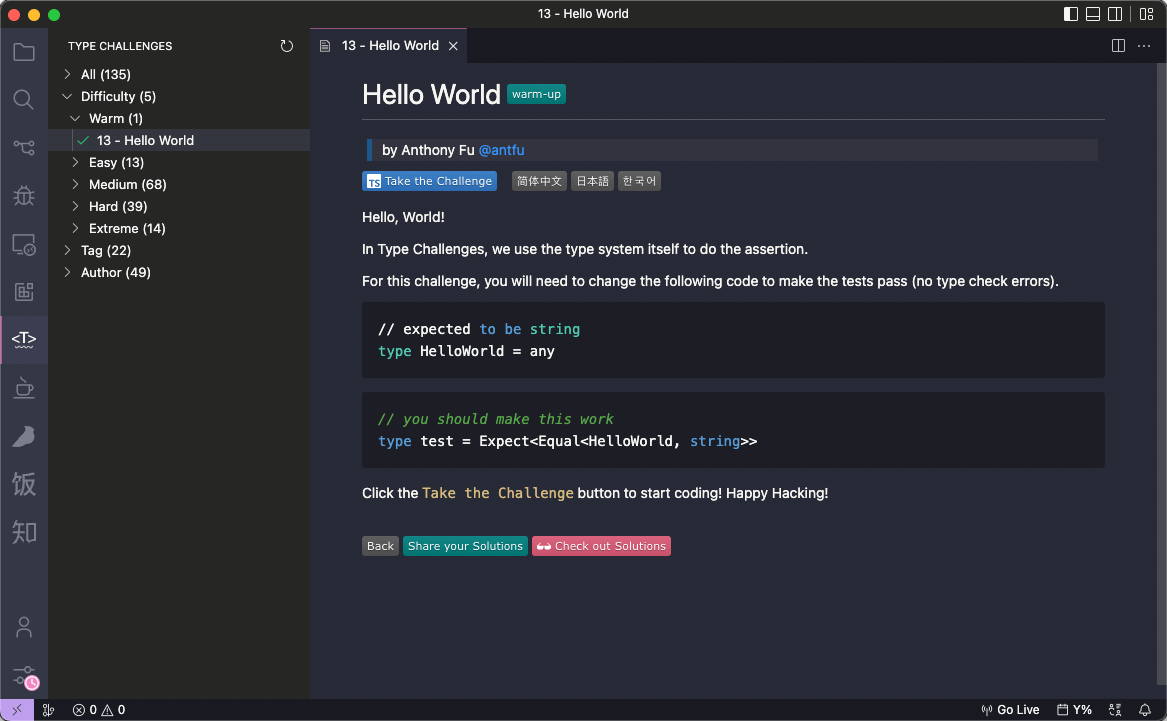 13 - Hello World
TYPE CHALLENGES
All (135)
Difficulty (5)
Warm (1)
13 - Hello World
Easy (13)
Medium (68)
Hard (39)
Extreme (14)
Tag (22)
Author (49)
<T>
饭
知
13 - Hello World
Hello World warm-up
by Anthony Fu @antfu
TS Take the Challenge 简体中文 日本語 한국어
Hello, World!
In Type Challenges, we use the type system itself to do the assertion.
For this challenge, you will need to change the following code to make the tests pass (no type check errors).
// expected to be string
type HelloWorld = any
// you should make this work
type test = Expect<Equal<HelloWorld, string>>
Click the Take the Challenge button to start coding! Happy Hacking!
Back Share your Solutions Check out Solutions
0 0 Go Live Y%